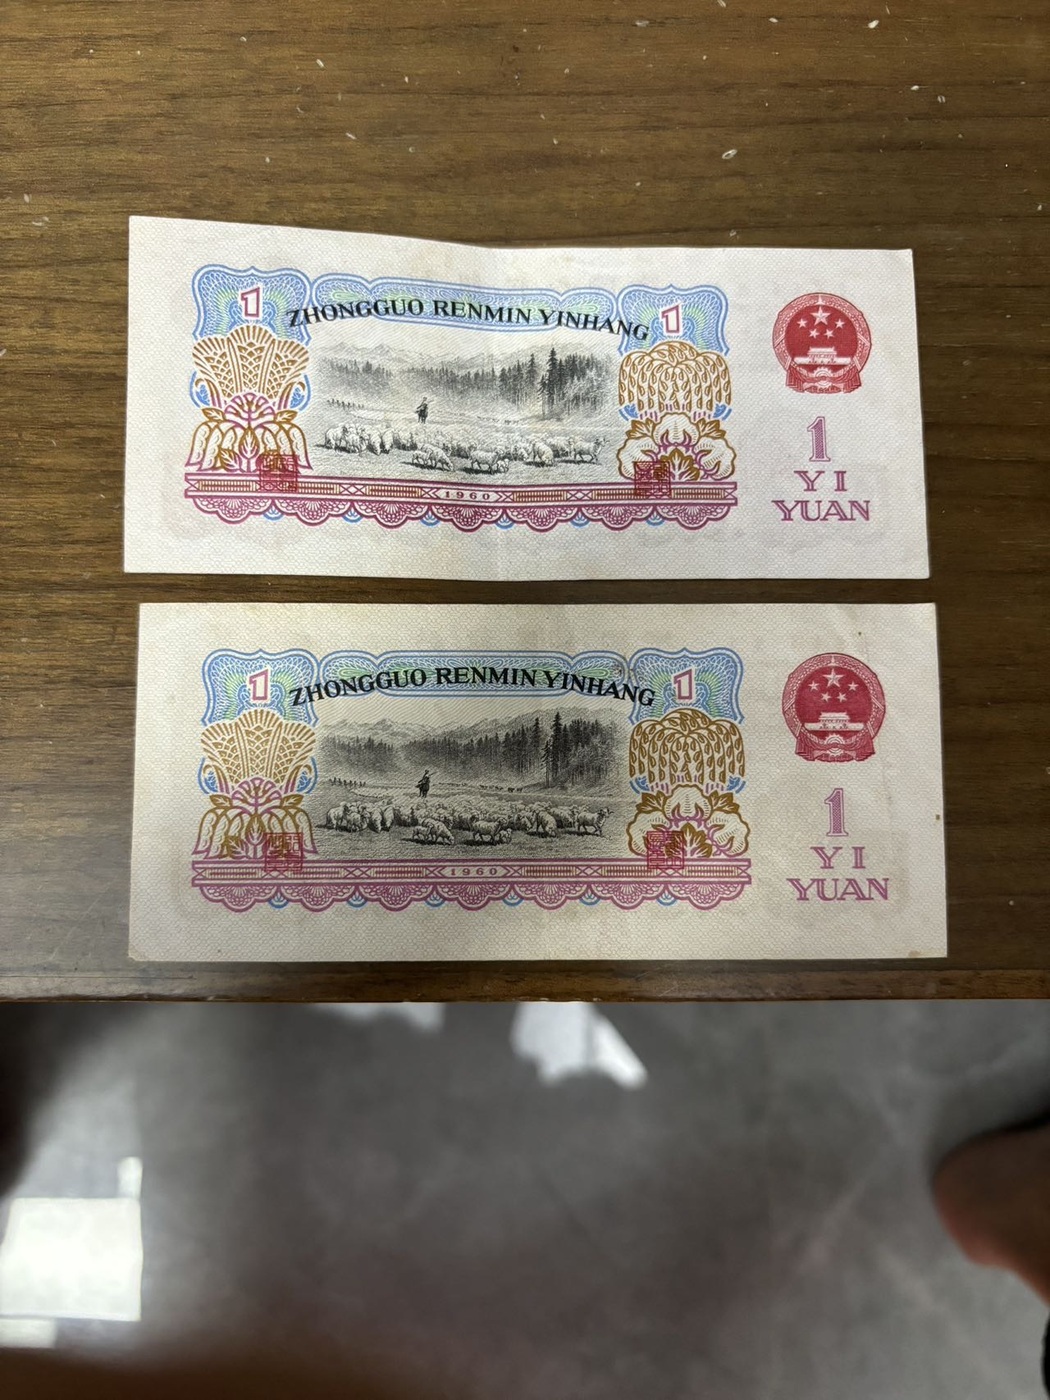 1 ZHONGGUO RENMIN YINHANG 1
1960
1
YI
YUAN
1 ZHONGGUO RENMIN YINHANG 1
1960
1
YI
YUAN